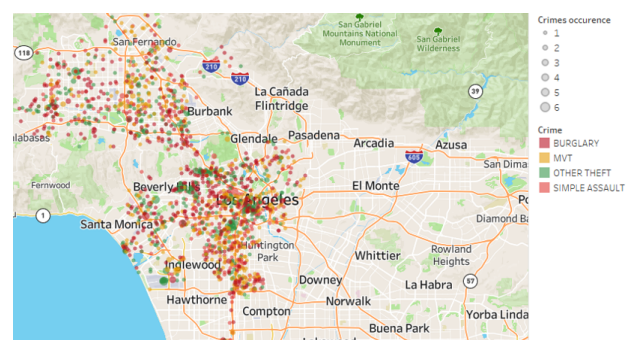 San Gabriel
Mountains National
Monument
San Gabriel
Wilderness
San Fernando
118
210
210
39
La Cañada
Flintridge
Burbank
Glendale
Pasadena
Arcadia
605
Azusa
alabasas
San Dima
Fernwood
Beverly Hills
El Monte
Los Angeles
1
Santa Monica
Diamond Ba
Huntington
Park
Whittier
Rowland
Heights
Inglewood
Downey
La Habra
57
Hawthorne
Compton
Norwalk
Yorba Linda
Buena Park
Crimes occurence
1
2
3
4
5
6
Crime
BURGLARY
MVT
OTHER THEFT
SIMPLE ASSAULT